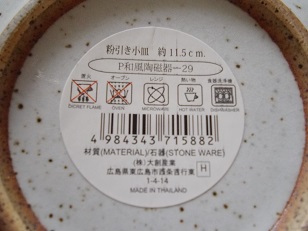 粉引き小皿 約11.5cm.
P和風陶磁器-29
直火 オーブン レンジ 熱い物 食器洗浄機
DIRECT FLAME OVEN MICROWAVE HOT WATER DISHWASHER
4 984343 715882
材質(MATERIAL)/石器(STONE WARE)
(株)大創産業
広島県東広島市西条吉行東
1-4-14 H
MADE IN THAILAND